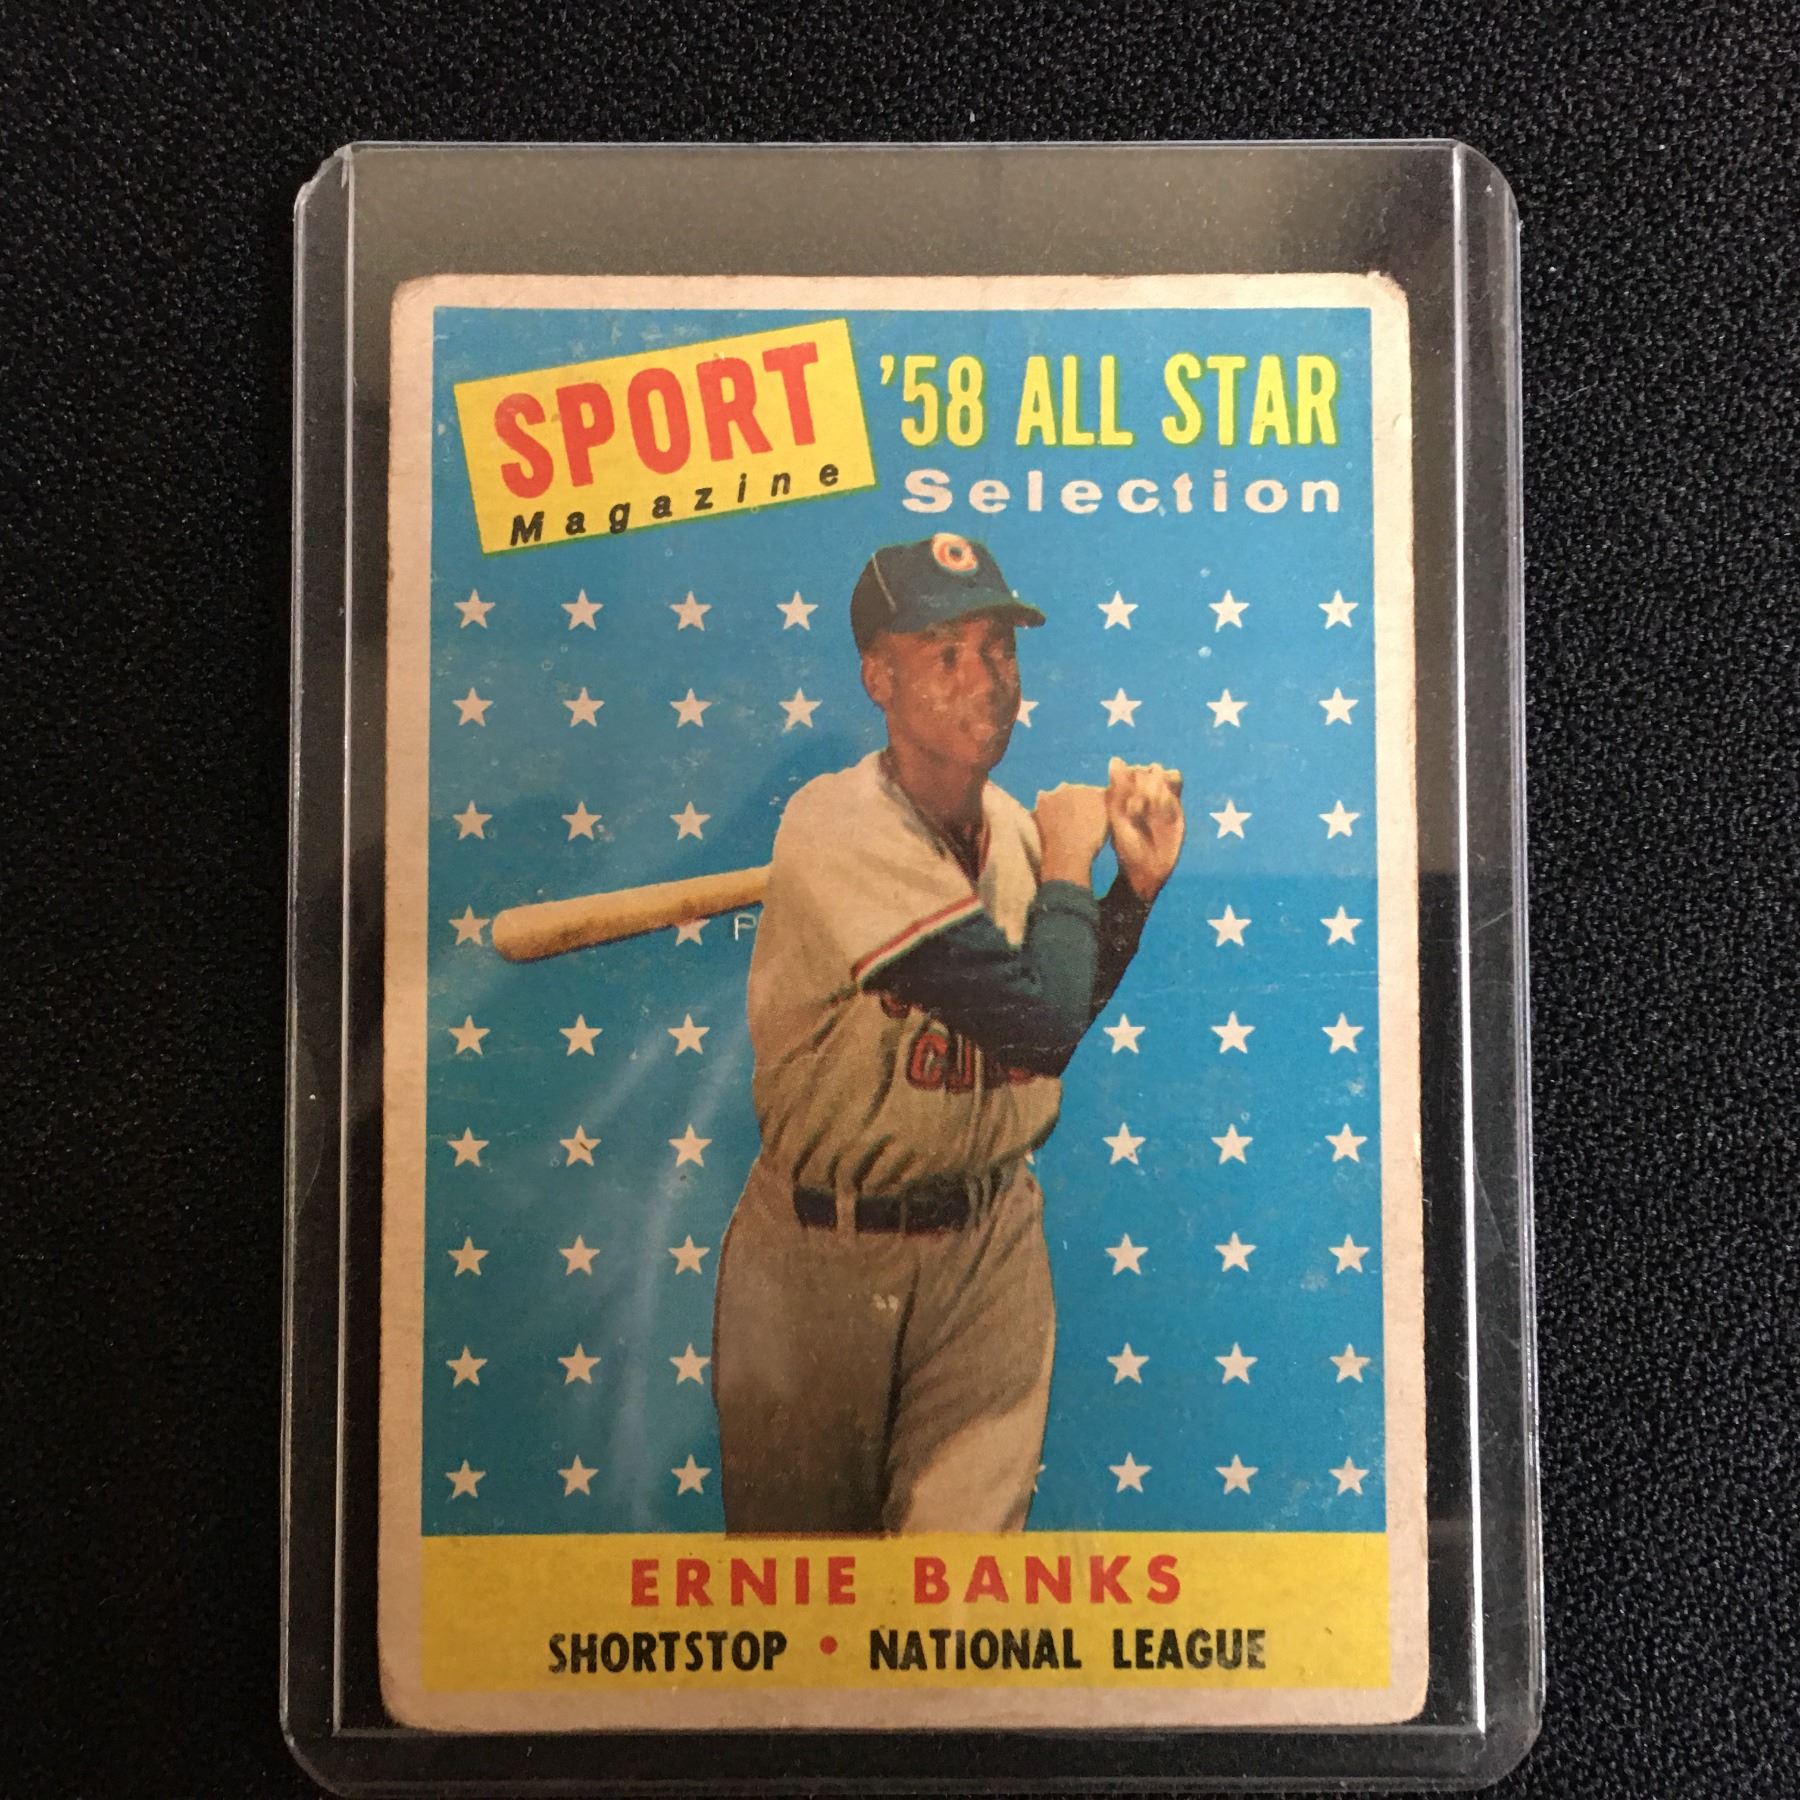 SPORT
Magazine
'58 ALL STAR
Selection
C
P
ERNIE BANKS
SHORTSTOP • NATIONAL LEAGUE